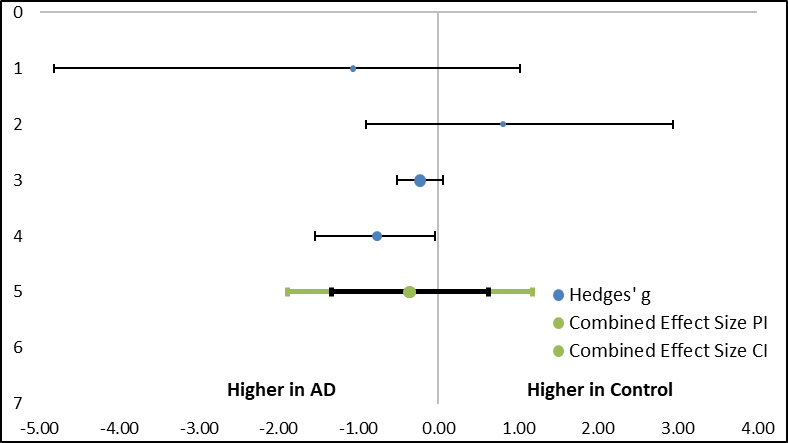 0
1
2
3
4
5
Hedges' g
Combined Effect Size PI
Combined Effect Size CI
6
Higher in AD Higher in Control
7
-5.00 -4.00 -3.00 -2.00 -1.00 0.00 1.00 2.00 3.00 4.00